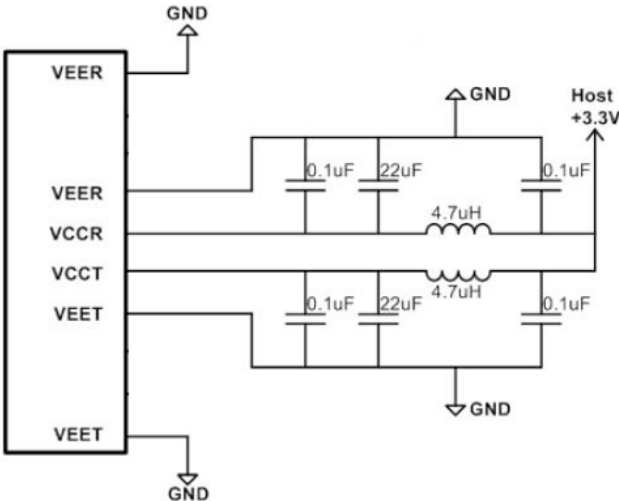 GND
VEER
GND
Host
+3.3V
0.1uF
22uF
0.1uF
VEER
4.7uH
VCCR
VCCT
4.7uH
0.1uF
22uF
0.1uF
VEET
GND
VEET
GND